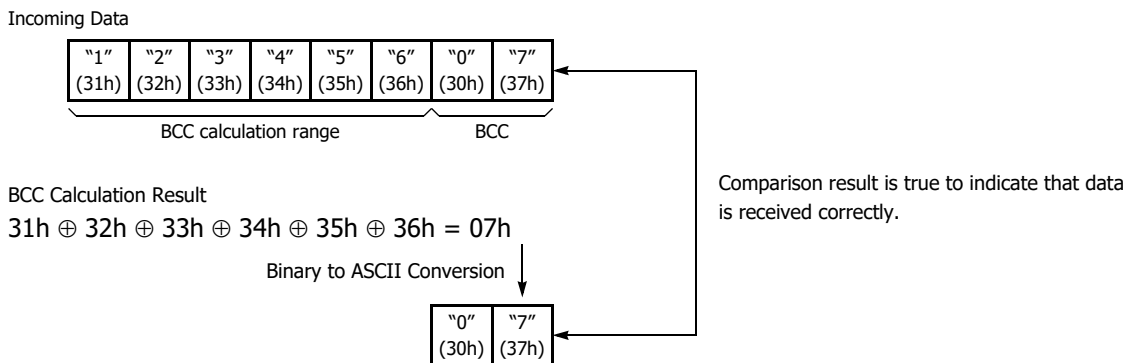 Incoming Data
“1” “2” “3” “4” “5” “6” “0” “7”
(31h) (32h) (33h) (34h) (35h) (36h) (30h) (37h)
BCC calculation range BCC
BCC Calculation Result
31h ⊕ 32h ⊕ 33h ⊕ 34h ⊕ 35h ⊕ 36h = 07h
Binary to ASCII Conversion
“0” “7”
(30h) (37h)
Comparison result is true to indicate that data
is received correctly.